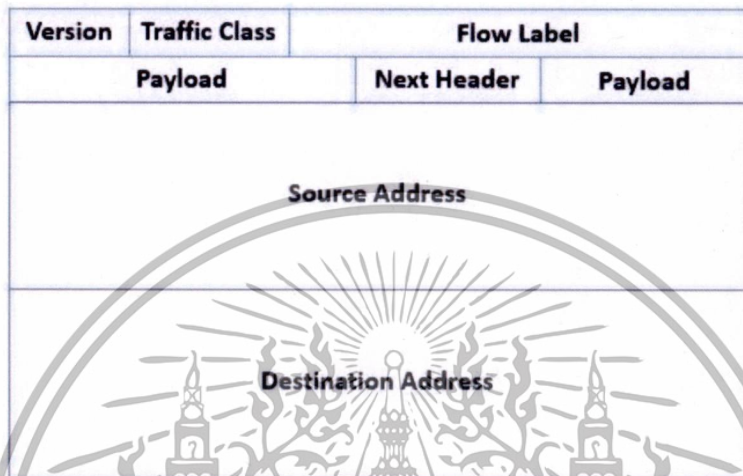 Version Traffic Class Flow Label
Payload Next Header Payload
Source Address
Destination Address